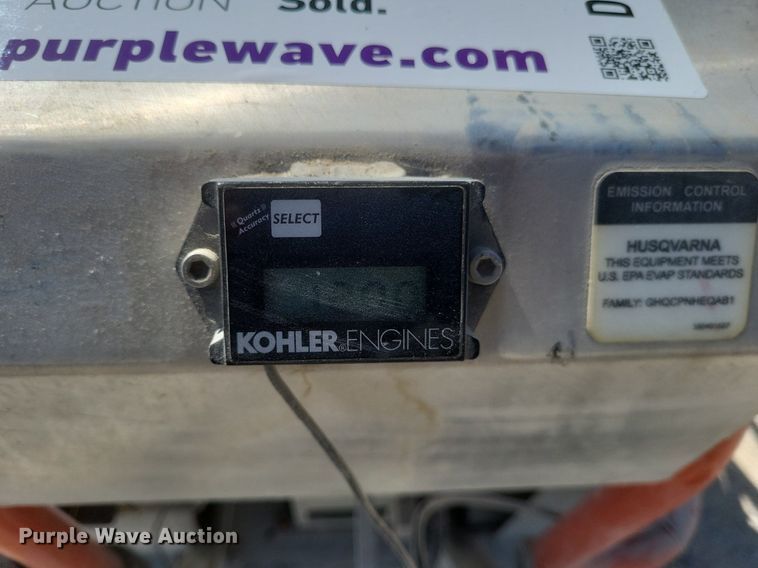 AUCTION Sold.
D
purplewave.com
Quartz
Accuracy
SELECT
KOHLER® ENGINES
EMISSION CONTROL
INFORMATION
HUSQVARNA
THIS EQUIPMENT MEETS
U.S. EPA EVAP STANDARDS
FAMILY: GHQCPNHEQAB1
Purple Wave Auction